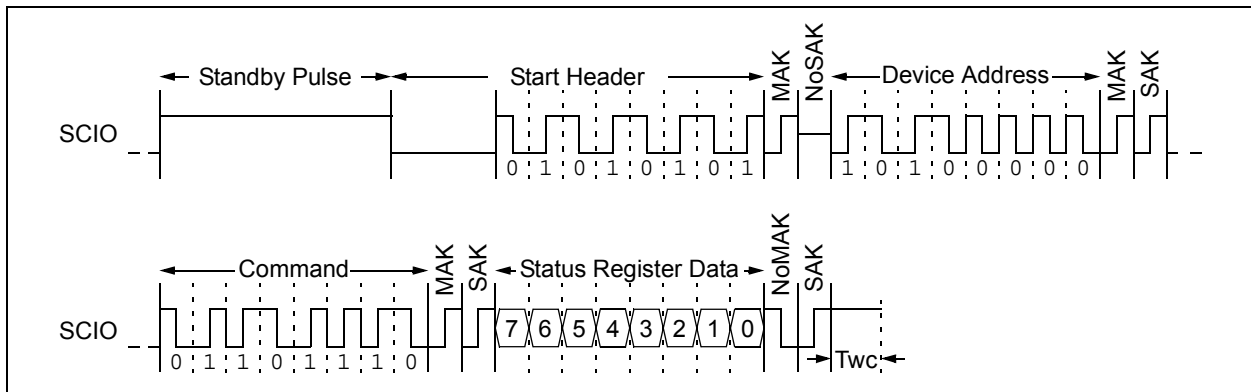 Standby Pulse Start Header MAK NoSAK Device Address MAK SAK
SCIO
0 1 0 1 0 1 0 1 1 0 1 0 0 0 0 0
Command MAK SAK Status Register Data NoMAK SAK
SCIO 7 6 5 4 3 2 1 0
0 1 1 0 1 1 1 0 Twc